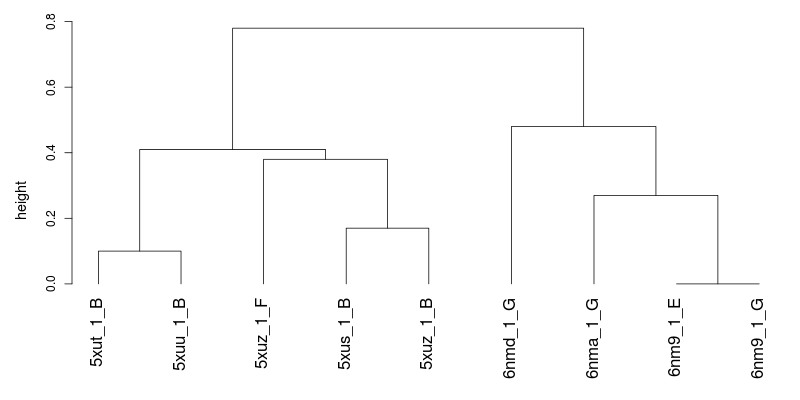 0.8
0.6
0.4
0.2
0.0
height
5xut_1_B
5xuu_1_B
5xuz_1_F
5xus_1_B
5xuz_1_B
6nmd_1_G
6nma_1_G
6nm9_1_E
6nm9_1_G